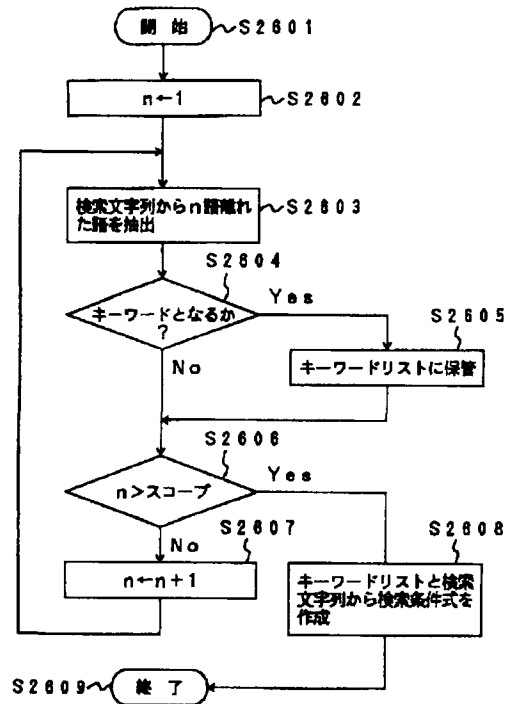 開始
S2601
n←1
S2602
検索文字列からn語離れ
た語を抽出
S2603
S2604
キーワードとなるか
?
Yes
No
S2605
キーワードリストに保管
S2606
n>スコープ
Yes
No
S2607
n←n+1
S2608
キーワードリストと検索
文字列から検索条件式を
作成
S2609
終了